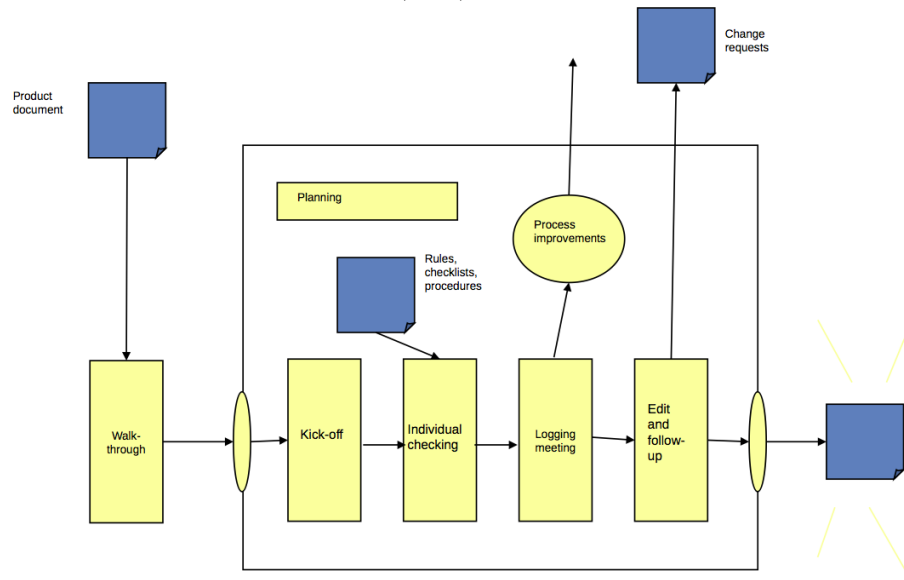 Change
requests
Product
document
Planning
Process
improvements
Rules,
checklists,
procedures
Walk-
through
Kick-off
Individual
checking
Logging
meeting
Edit
and
follow-
up